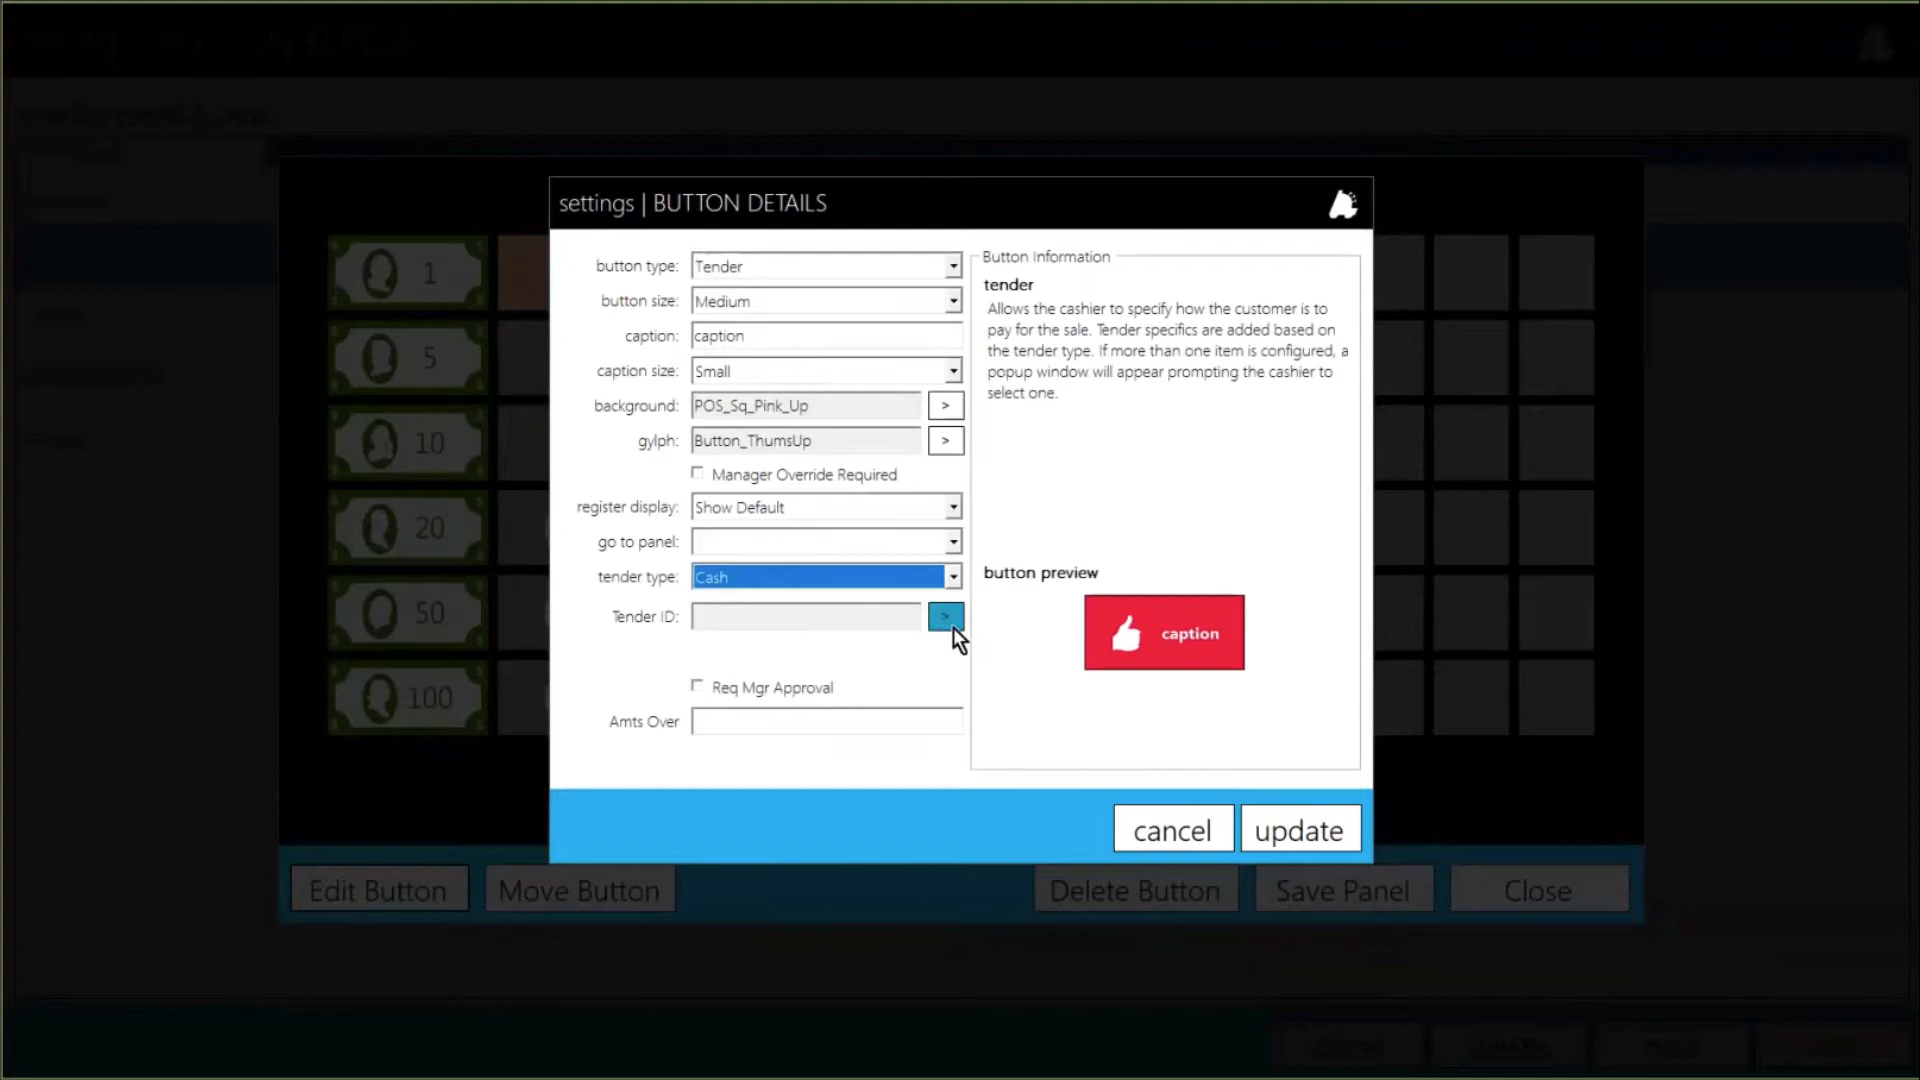 settings | BUTTON DETAILS
button type: Tender
button size: Medium
caption: caption
caption size: Small
background: POS_Sq_Pink_Up >
gylph: Button_ThumsUp >
Manager Override Required
register display: Show Default
go to panel:
tender type: Cash
Tender ID: >
Req Mgr Approval
Amts Over
Button Information
tender
Allows the cashier to specify how the customer is to
pay for the sale. Tender specifics are added based on
the tender type. If more than one item is configured, a
popup window will appear prompting the cashier to
select one.
button preview
caption
cancel update
1
5
10
20
50
100
Edit Button Move Button Delete Button Save Panel Close